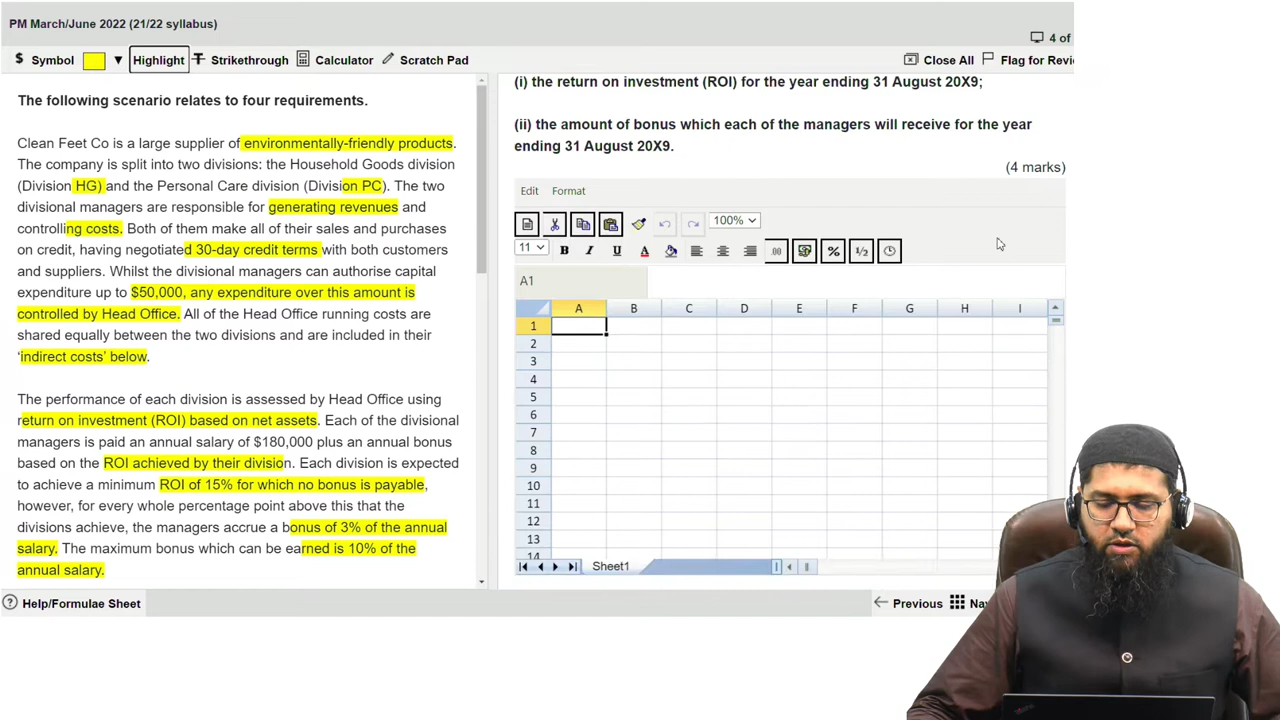 PM March/June 2022 (21/22 syllabus)
4 of
$ Symbol Highlight Strikethrough Calculator Scratch Pad
Close All Flag for Revi
The following scenario relates to four requirements.
Clean Feet Co is a large supplier of environmentally-friendly products.
The company is split into two divisions: the Household Goods division
(Division HG) and the Personal Care division (Division PC). The two
divisional managers are responsible for generating revenues and
controlling costs. Both of them make all of their sales and purchases
on credit, having negotiated 30-day credit terms with both customers
and suppliers. Whilst the divisional managers can authorise capital
expenditure up to $50,000, any expenditure over this amount is
controlled by Head Office. All of the Head Office running costs are
shared equally between the two divisions and are included in their
‘indirect costs’ below.
The performance of each division is assessed by Head Office using
return on investment (ROI) based on net assets. Each of the divisional
managers is paid an annual salary of $180,000 plus an annual bonus
based on the ROI achieved by their division. Each division is expected
to achieve a minimum ROI of 15% for which no bonus is payable,
however, for every whole percentage point above this that the
divisions achieve, the managers accrue a bonus of 3% of the annual
salary. The maximum bonus which can be earned is 10% of the
annual salary.
(i) the return on investment (ROI) for the year ending 31 August 20X9;
(ii) the amount of bonus which each of the managers will receive for the year
ending 31 August 20X9.
(4 marks)
Edit Format
100%
11 B I U A .00 % 1/2
A1
A B C D E F G H I
1
2
3
4
5
6
7
8
9
10
11
12
13
14
Sheet1
? Help/Formulae Sheet
Previous Nav